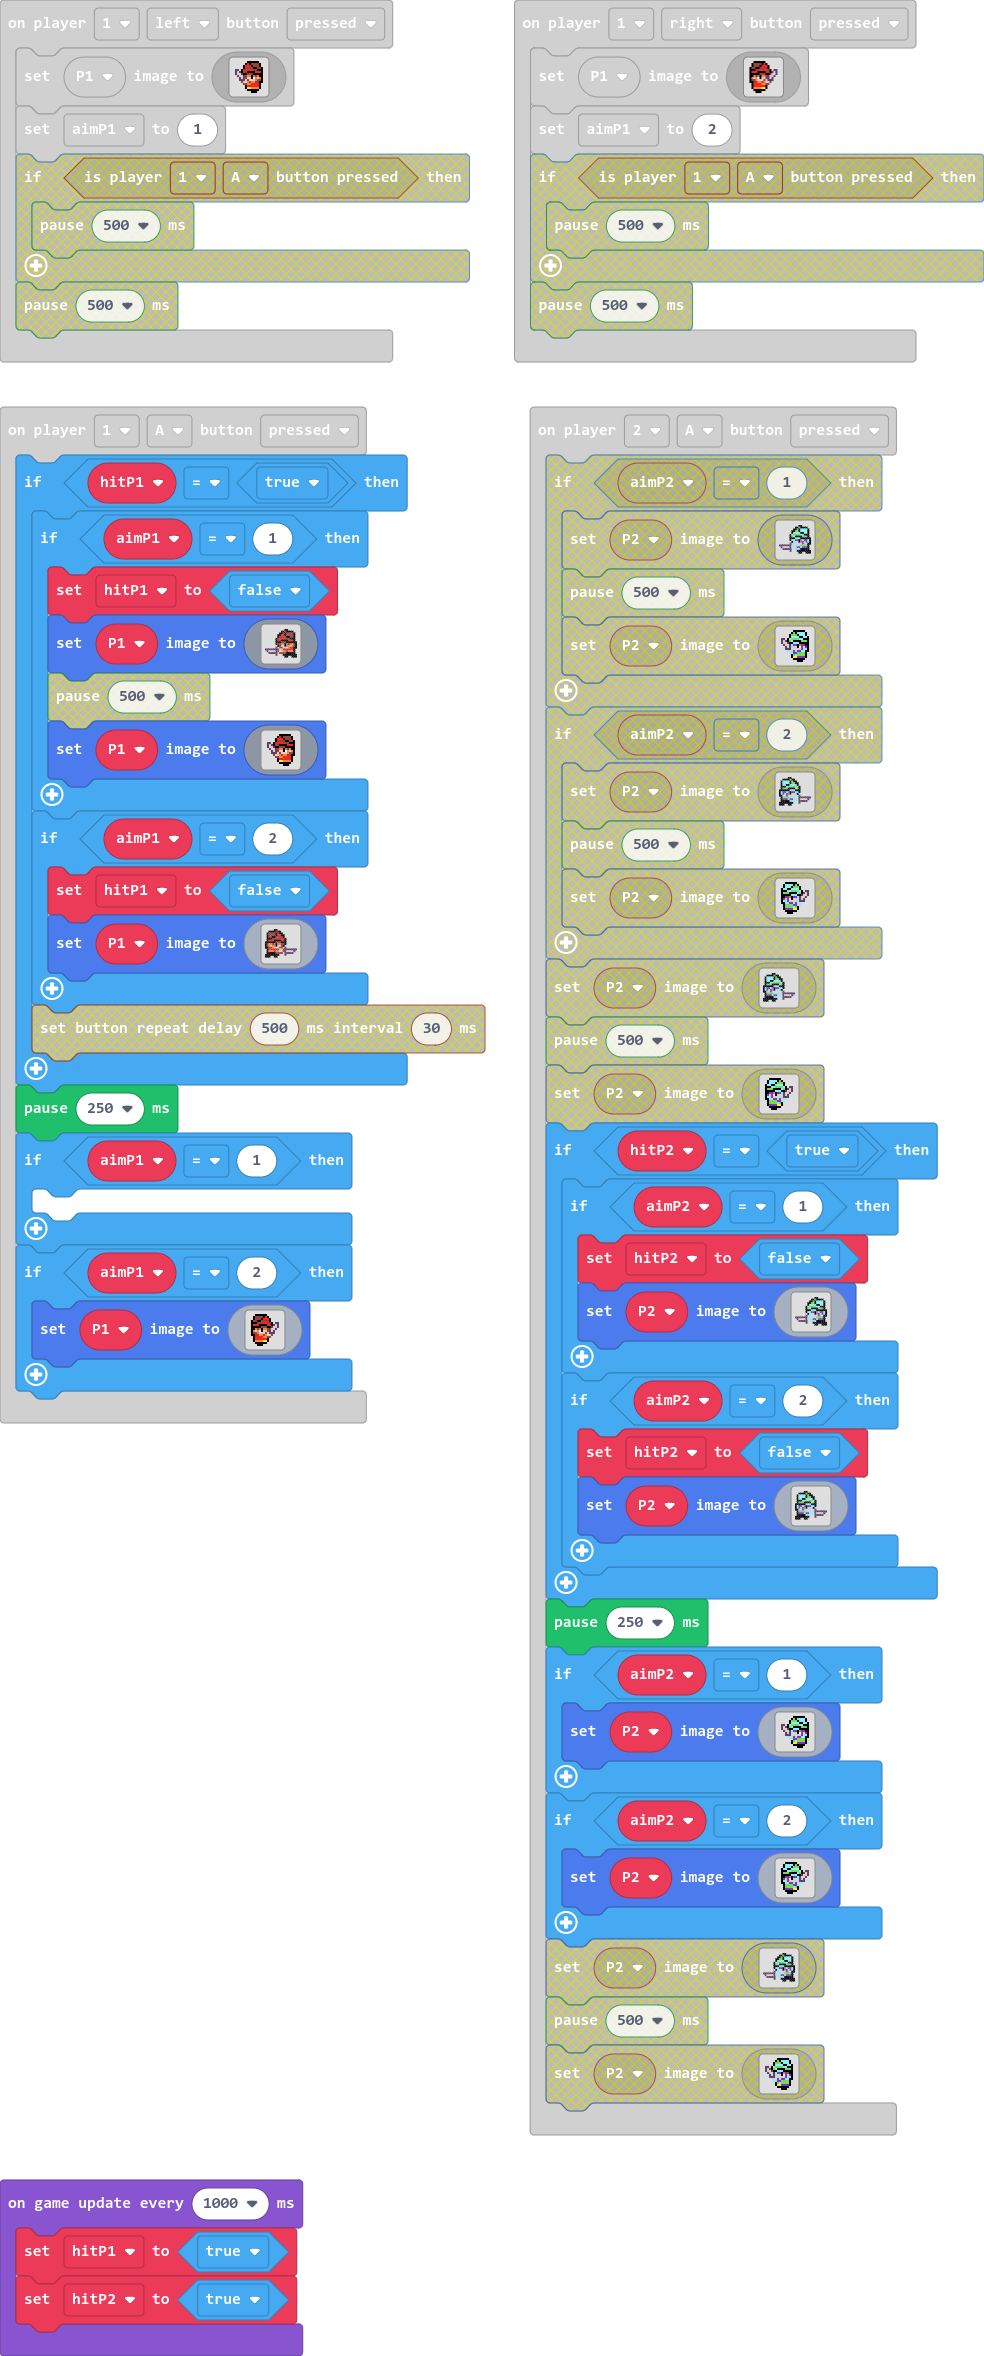 on player 1 left button pressed
set P1 image to
set aimP1 to 1
if is player 1 A button pressed then
pause 500 ms
pause 500 ms
on player 1 right button pressed
set P1 image to
set aimP1 to 2
if is player 1 A button pressed then
pause 500 ms
pause 500 ms
on player 1 A button pressed
if hitP1 = true then
if aimP1 = 1 then
set hitP1 to false
set P1 image to
pause 500 ms
set P1 image to
if aimP1 = 2 then
set hitP1 to false
set P1 image to
set button repeat delay 500 ms interval 30 ms
pause 250 ms
if aimP1 = 1 then
if aimP1 = 2 then
set P1 image to
on player 2 A button pressed
if aimP2 = 1 then
set P2 image to
pause 500 ms
set P2 image to
if aimP2 = 2 then
set P2 image to
pause 500 ms
set P2 image to
set P2 image to
pause 500 ms
set P2 image to
if hitP2 = true then
if aimP2 = 1 then
set hitP2 to false
set P2 image to
if aimP2 = 2 then
set hitP2 to false
set P2 image to
pause 250 ms
if aimP2 = 1 then
set P2 image to
if aimP2 = 2 then
set P2 image to
set P2 image to
pause 500 ms
set P2 image to
on game update every 1000 ms
set hitP1 to true
set hitP2 to true